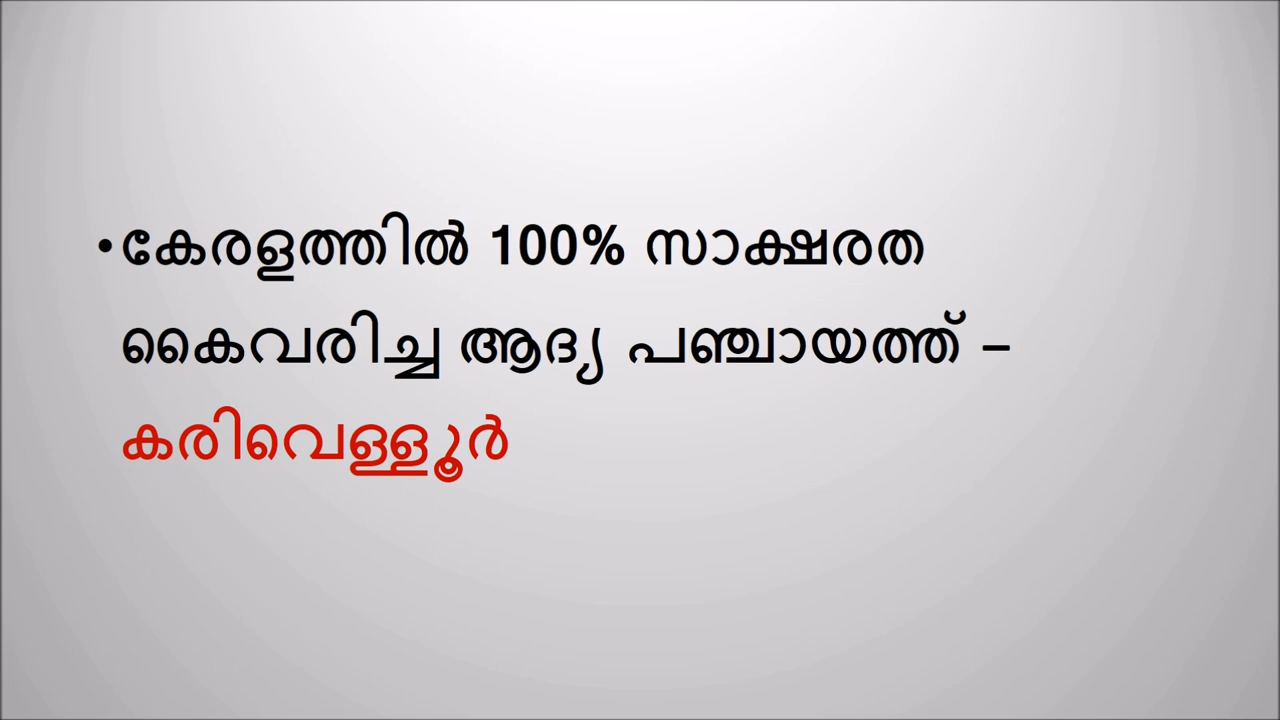 •കേരളത്തിൽ 100% സാക്ഷരത
കൈവരിച്ച ആദ്യ പഞ്ചായത്ത് –
കരിവെള്ളൂർ